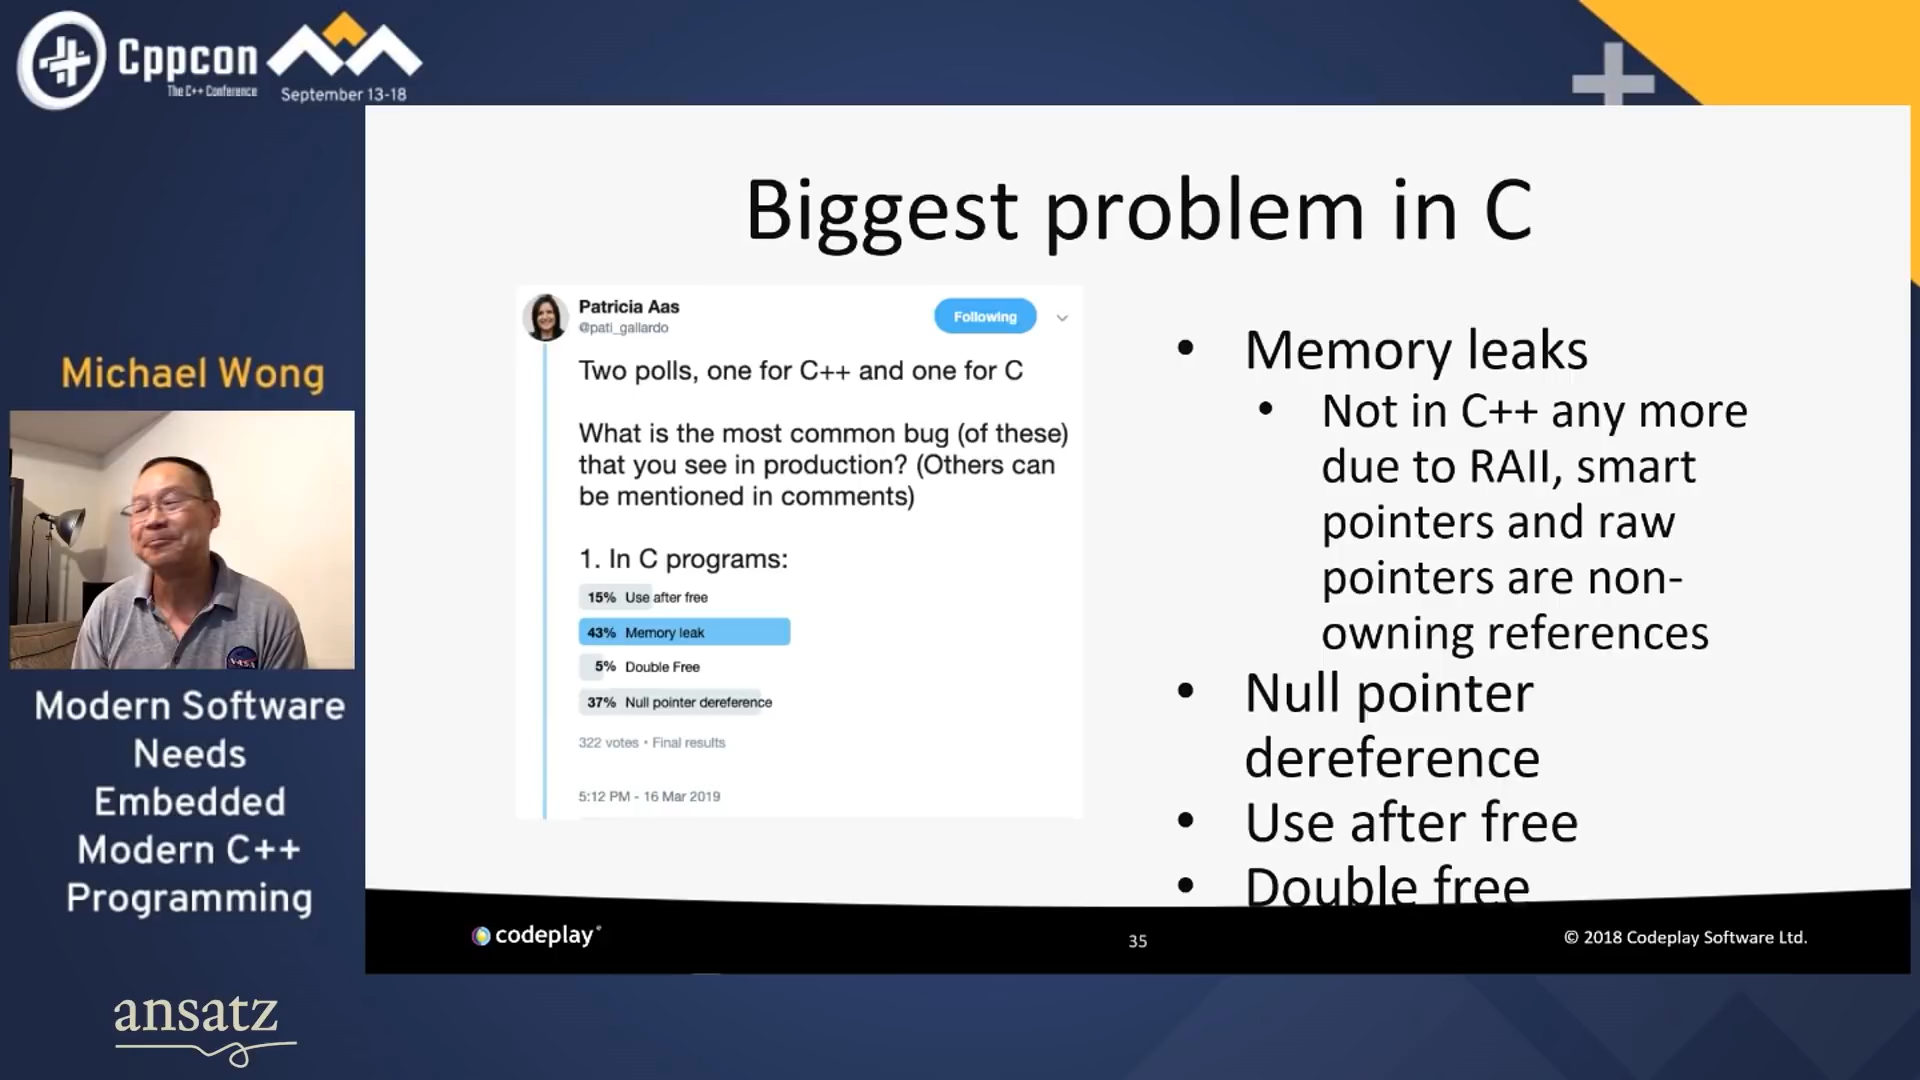 Cppcon
The C++ Conference
September 13-18
Michael Wong
Modern Software
Needs
Embedded
Modern C++
Programming
ansatz
Biggest problem in C
Patricia Aas
@pati_gallardo
Following
Two polls, one for C++ and one for C
What is the most common bug (of these)
that you see in production? (Others can
be mentioned in comments)
1. In C programs:
15% Use after free
43% Memory leak
5% Double Free
37% Null pointer dereference
322 votes • Final results
5:12 PM - 16 Mar 2019
• Memory leaks
• Not in C++ any more
due to RAII, smart
pointers and raw
pointers are non-
owning references
• Null pointer
dereference
• Use after free
• Double free
codeplay
35
© 2018 Codeplay Software Ltd.
NASA